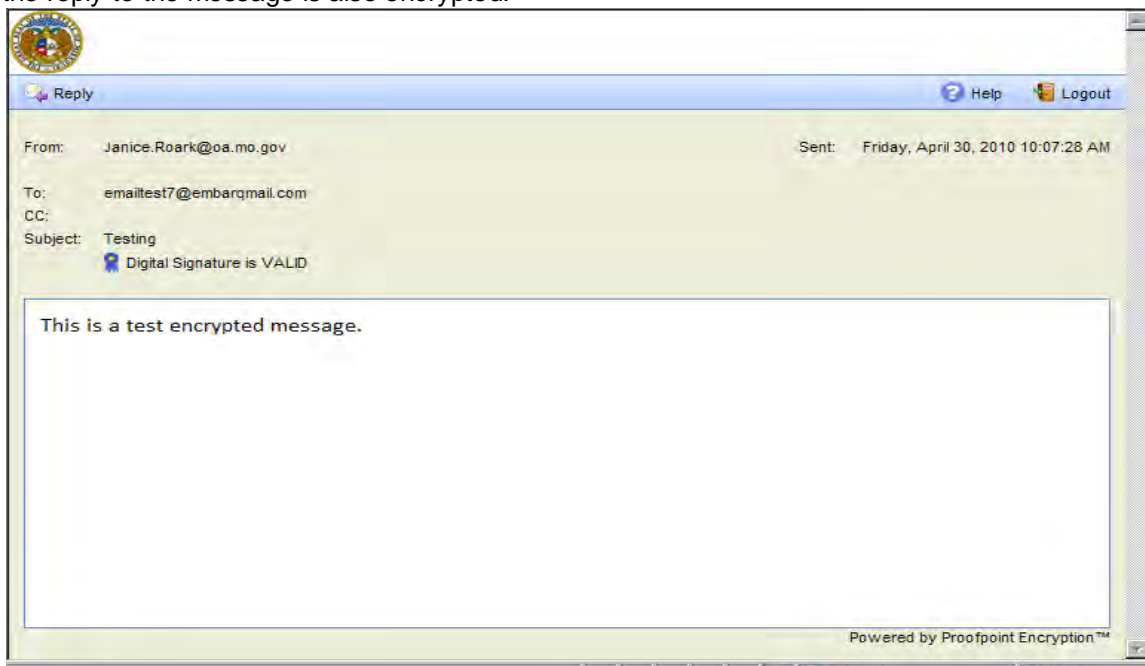 the reply to the message is also encrypted.
Reply Help Logout
From: Janice.Roark@oa.mo.gov Sent: Friday, April 30, 2010 10:07:28 AM
To: emailtest7@embarqmail.com
CC:
Subject: Testing
Digital Signature is VALID
This is a test encrypted message.
Powered by Proofpoint Encryption™